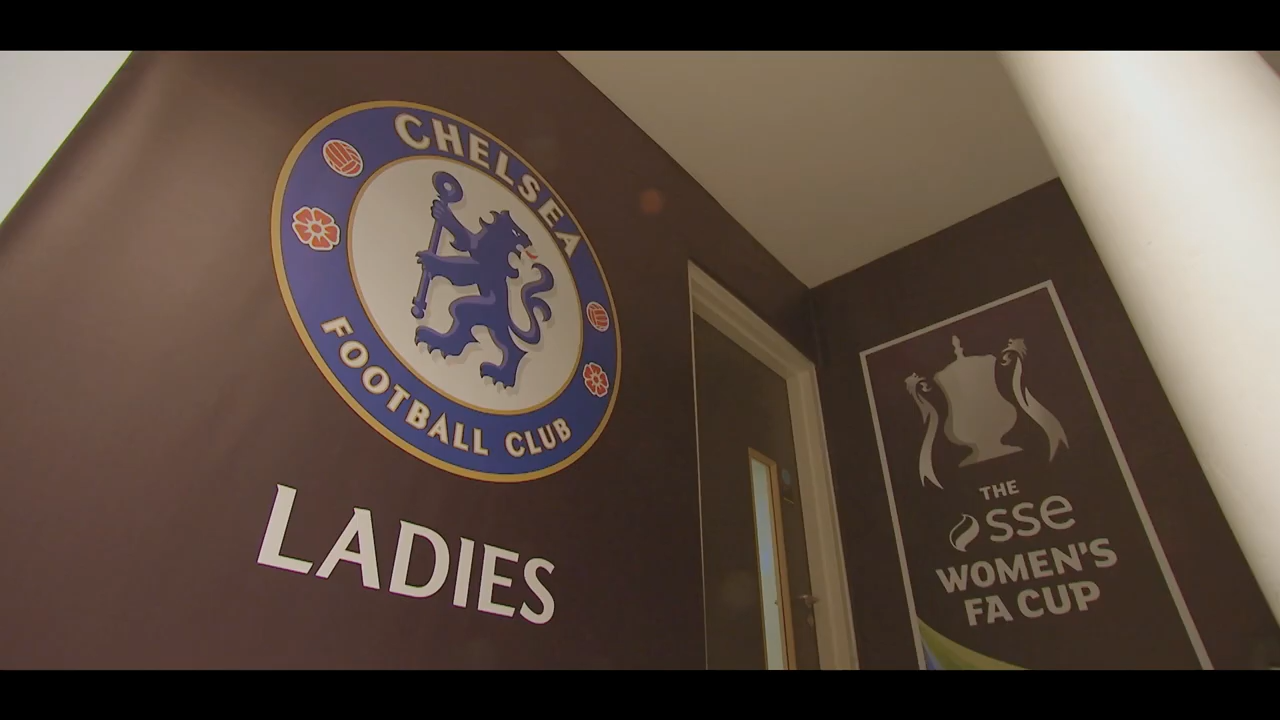 CHELSEA
FOOTBALL CLUB
LADIES
THE
sse
WOMEN'S
FA CUP